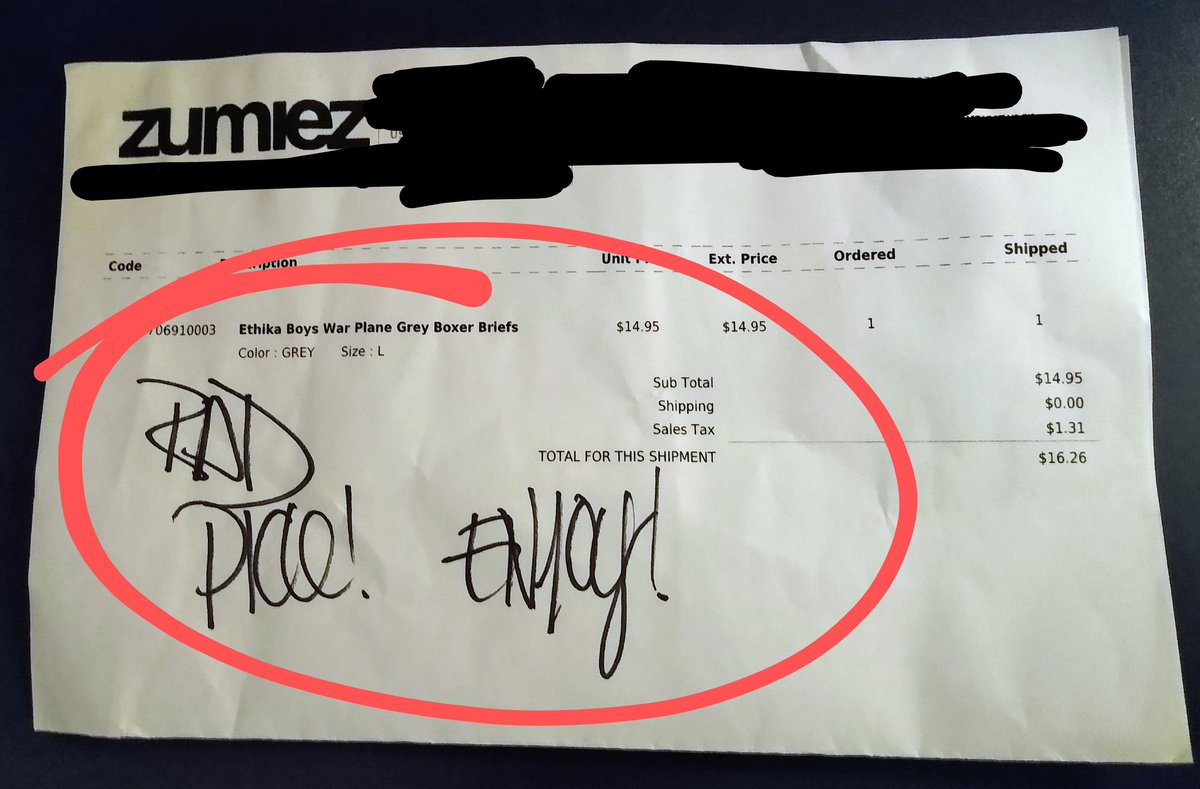 zumiez
Code Unit Ext. Price Ordered Shipped
706910003 Ethika Boys War Plane Grey Boxer Briefs $14.95 $14.95 1 1
Color : GREY Size : L
Sub Total $14.95
Shipping $0.00
Sales Tax $1.31
TOTAL FOR THIS SHIPMENT $16.26
RAD
PICE! ENJOY!